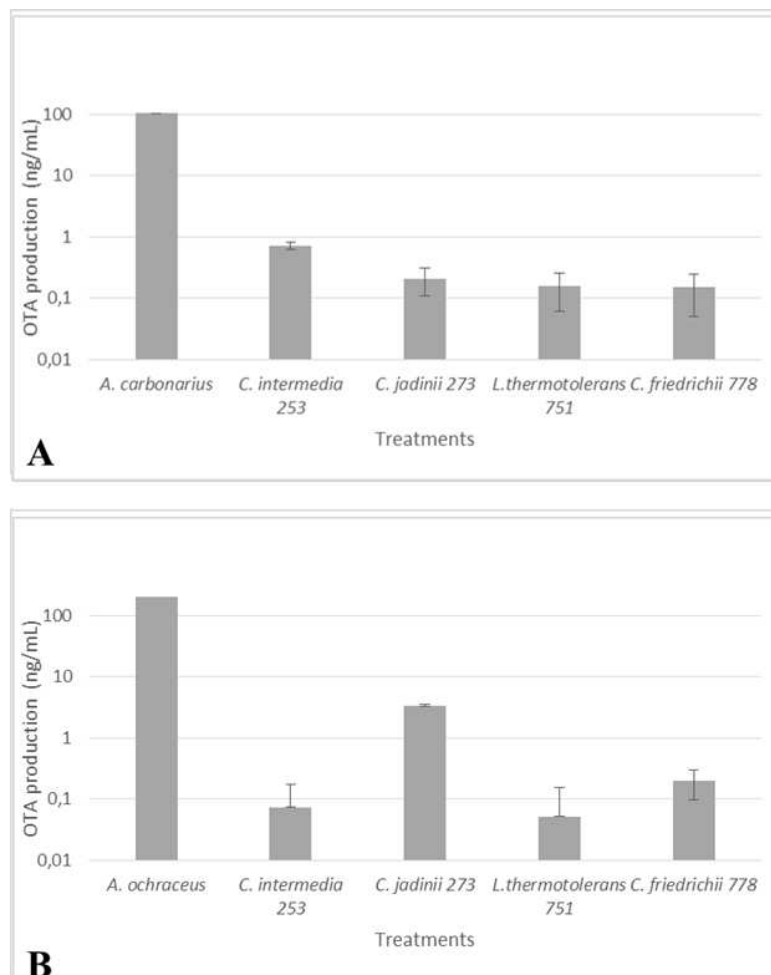 OTA production (ng/mL)
100
10
1
0,1
0,01
A. carbonarius
C. intermedia
253
C. jadinii 273
L.thermotolerans
751
C. friedrichii 778
Treatments
A
OTA production (ng/mL)
100
10
1
0,1
0,01
A. ochraceus
C. intermedia
253
C. jadinii 273
L.thermotolerans
751
C. friedrichii 778
Treatments
B